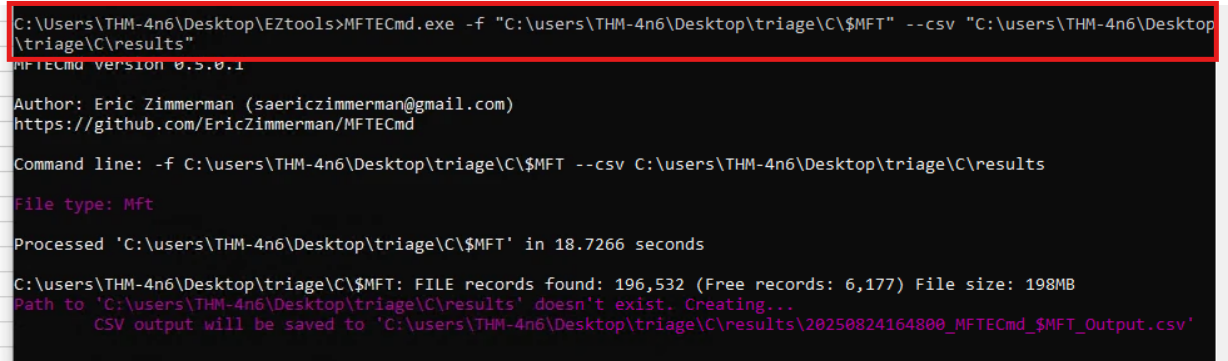 C:\Users\THM-4n6\Desktop\EZtools>MFTECmd.exe -f "C:\users\THM-4n6\Desktop\triage\C\$MFT" --csv "C:\users\THM-4n6\Desktop
\triage\C\results"
MFTECmd version 0.5.0.1
Author: Eric Zimmerman (saericzimmerman@gmail.com)
https://github.com/EricZimmerman/MFTECmd
Command line: -f C:\users\THM-4n6\Desktop\triage\C\$MFT --csv C:\users\THM-4n6\Desktop\triage\C\results
File type: Mft
Processed 'C:\users\THM-4n6\Desktop\triage\C\$MFT' in 18.7266 seconds
C:\users\THM-4n6\Desktop\triage\C\$MFT: FILE records found: 196,532 (Free records: 6,177) File size: 198MB
Path to 'C:\users\THM-4n6\Desktop\triage\C\results' doesn't exist. Creating...
CSV output will be saved to 'C:\users\THM-4n6\Desktop\triage\C\results\20250824164800_MFTECmd_$MFT_Output.csv'